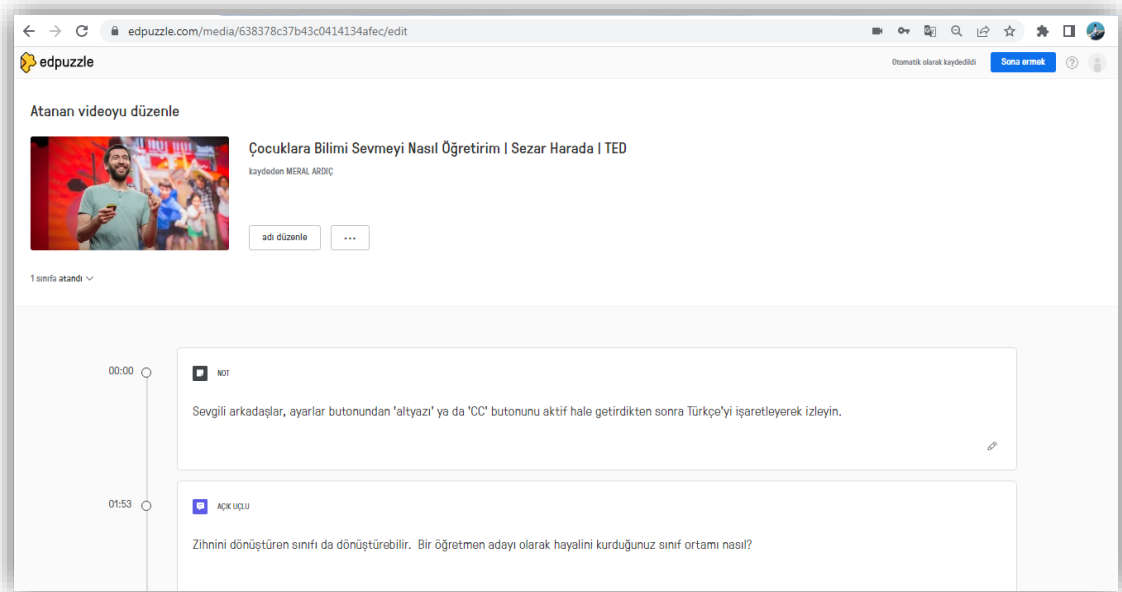 edpuzzle.com/media/638378c37b43c0414134afec/edit
edpuzzle
Otomatik olarak kaydedildi
Sona ermek
Atanan videoyu düzenle
Çocuklara Bilimi Sevmeyi Nasıl Öğretirim | Sezar Harada | TED
kaydeden MERAL ARDIÇ
adı düzenle
1 sınıfa atandı
00:00
NOT
Sevgili arkadaşlar, ayarlar butonundan 'altyazı' ya da 'CC' butonunu aktif hale getirdikten sonra Türkçe'yi işaretleyerek izleyin.
01:53
AÇIK UÇLU
Zihnini dönüştüren sınıfı da dönüştürebilir. Bir öğretmen adayı olarak hayalini kurduğunuz sınıf ortamı nasıl?